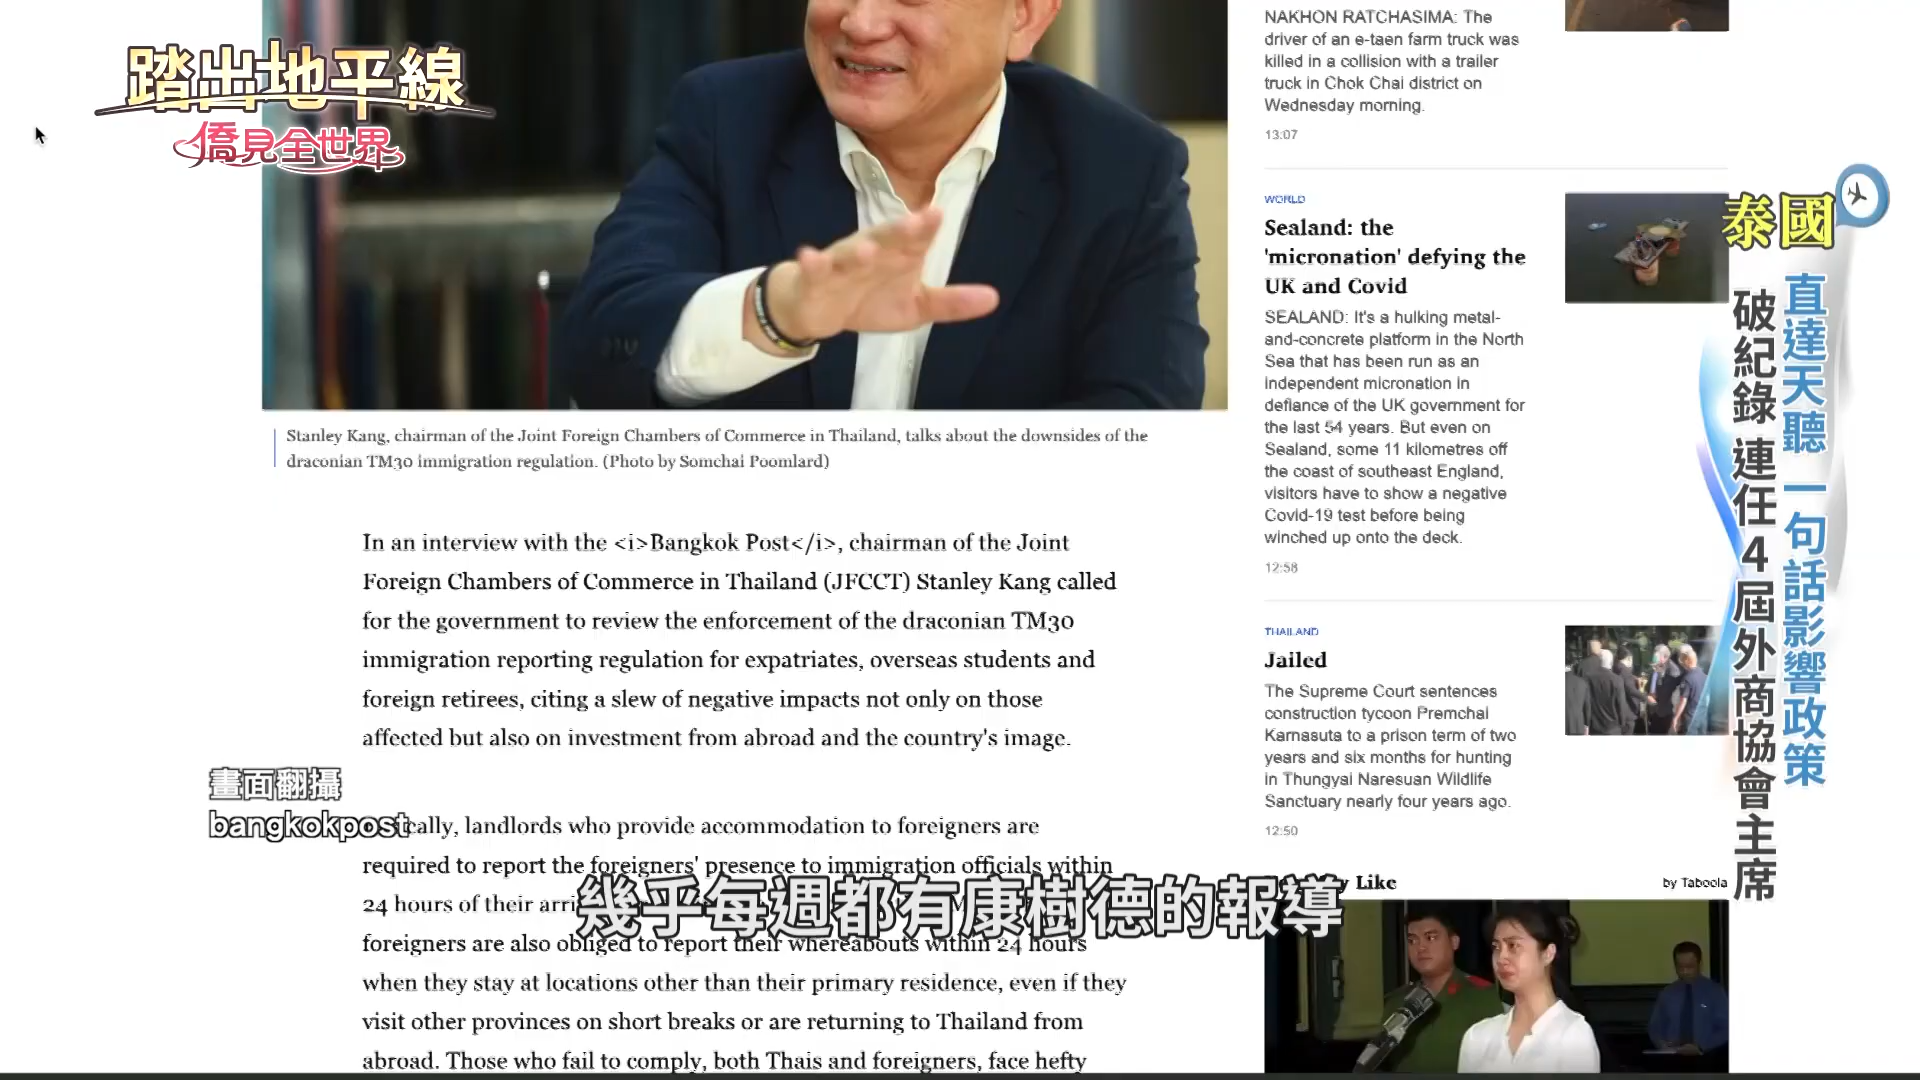 踏出地平線
僑見全世界
Stanley Kang, chairman of the Joint Foreign Chambers of Commerce in Thailand, talks about the downsides of the
draconian TM30 immigration regulation. (Photo by Somchai Poomlard)
In an interview with the <i>Bangkok Post</i>, chairman of the Joint
Foreign Chambers of Commerce in Thailand (JFCCT) Stanley Kang called
for the government to review the enforcement of the draconian TM30
immigration reporting regulation for expatriates, overseas students and
foreign retirees, citing a slew of negative impacts not only on those
affected but also on investment from abroad and the country's image.
畫面翻攝
bangkokpost
cally, landlords who provide accommodation to foreigners are
required to report the foreigners' presence to immigration officials within
24 hours of their arri
foreigners are also obliged to report their whereabouts within 24 hours
when they stay at locations other than their primary residence, even if they
visit other provinces on short breaks or are returning to Thailand from
abroad. Those who fail to comply, both Thais and foreigners, face hefty
幾乎每週都有康樹德的報導
NAKHON RATCHASIMA: The
driver of an e-taen farm truck was
killed in a collision with a trailer
truck in Chok Chai district on
Wednesday morning.
13:07
WORLD
Sealand: the
'micronation' defying the
UK and Covid
SEALAND: It's a hulking metal-
and-concrete platform in the North
Sea that has been run as an
independent micronation in
defiance of the UK government for
the last 54 years. But even on
Sealand, some 11 kilometres off
the coast of southeast England,
visitors have to show a negative
Covid-19 test before being
winched up onto the deck.
12:58
THAILAND
Jailed
The Supreme Court sentences
construction tycoon Premchai
Karnasuta to a prison term of two
years and six months for hunting
in Thungyai Naresuan Wildlife
Sanctuary nearly four years ago.
12:50
Like
by Taboola
泰國
直達天聽 一句話影響政策
破紀錄 連任4屆外商協會主席